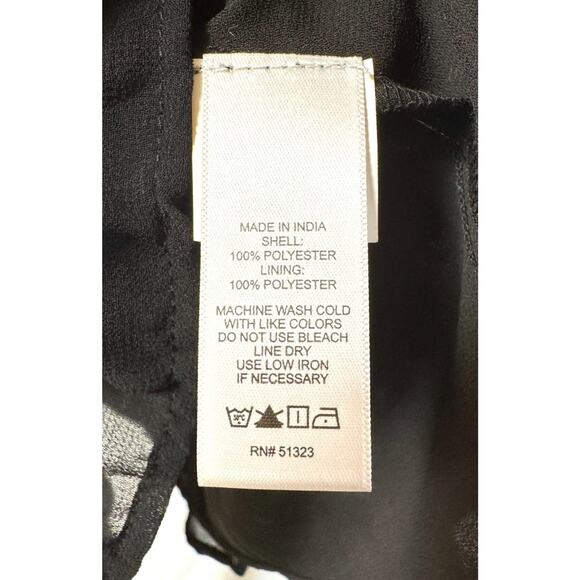 MADE IN INDIA
SHELL:
100% POLYESTER
LINING:
100% POLYESTER
MACHINE WASH COLD
WITH LIKE COLORS
DO NOT USE BLEACH
LINE DRY
USE LOW IRON
IF NECESSARY
RN# 51323